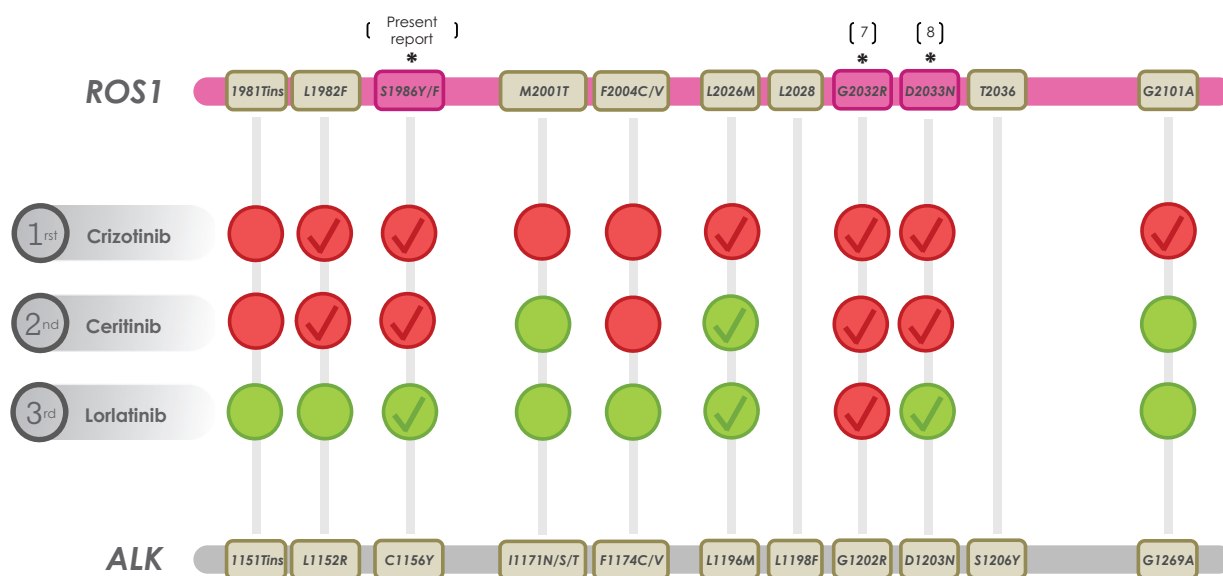 Present
report
[7]
[8]
*
*
*
ROS1
1981Tins
L1982F
S1986Y/F
M2001T
F2004C/V
L2026M
L2028
G2032R
D2033N
T2036
G2101A
1rst
Crizotinib
2nd
Ceritinib
3rd
Lorlatinib
ALK
1151Tins
L1152R
C1156Y
I1171N/S/T
F1174C/V
L1196M
L1198F
G1202R
D1203N
S1206Y
G1269A